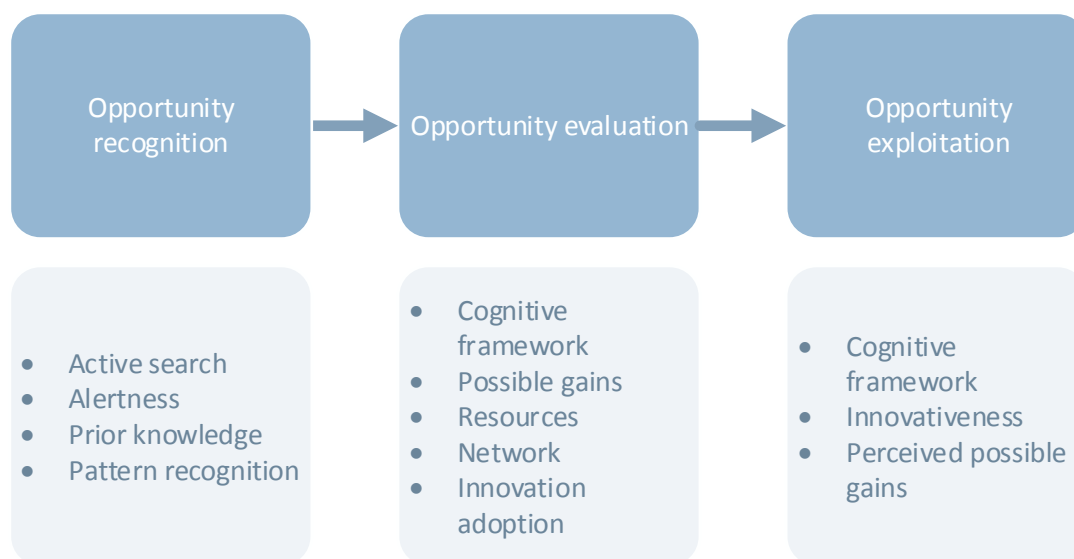 Opportunity
recognition
Opportunity evaluation
Opportunity
exploitation
• Active search
• Alertness
• Prior knowledge
• Pattern recognition
• Cognitive
framework
• Possible gains
• Resources
• Network
• Innovation
adoption
• Cognitive
framework
• Innovativeness
• Perceived possible
gains